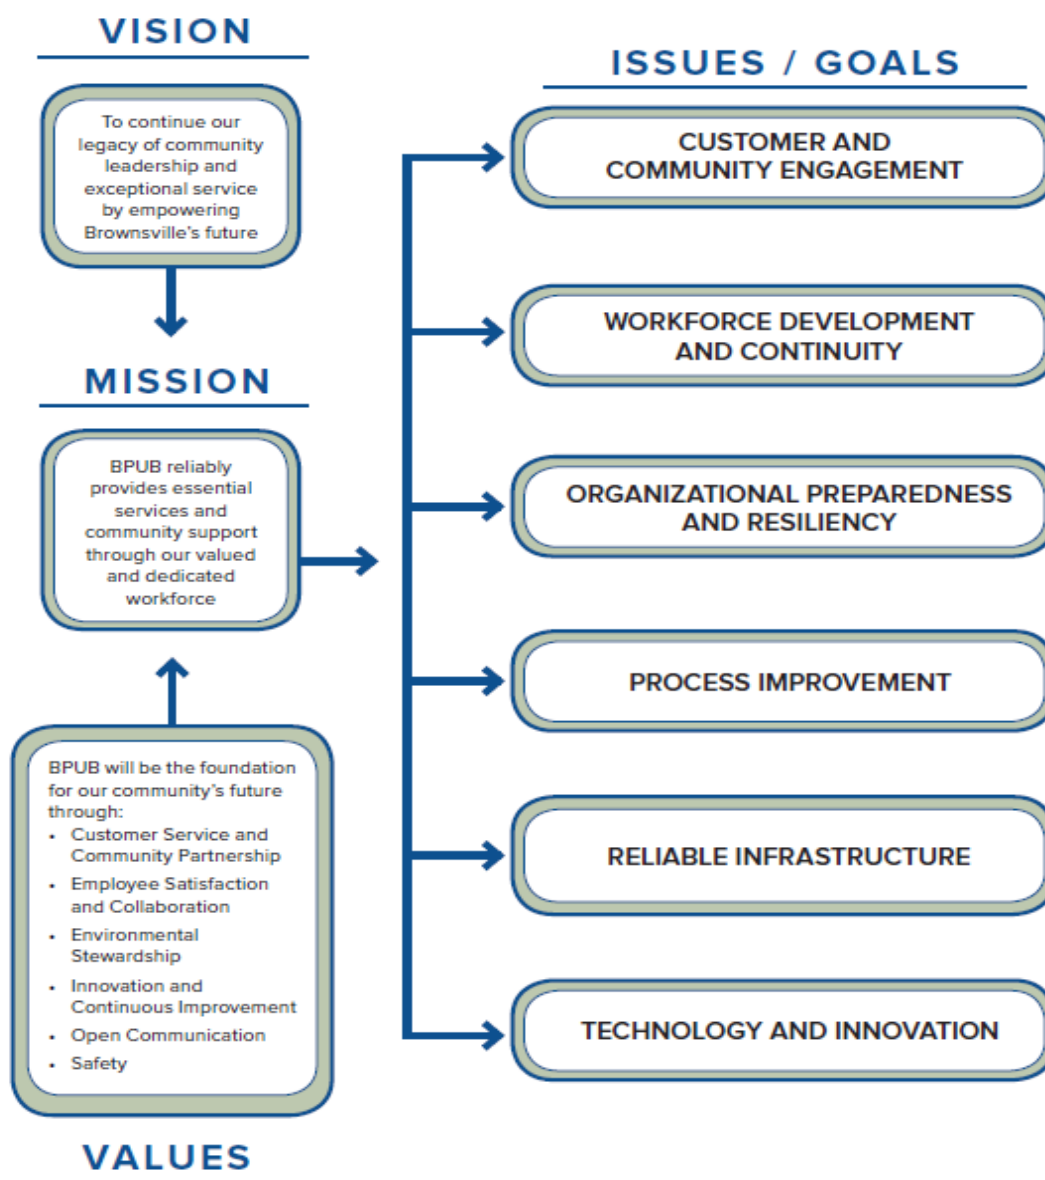 VISION
To continue our
legacy of community
leadership and
exceptional service
by empowering
Brownsville's future
MISSION
BPUB reliably
provides essential
services and
community support
through our valued
and dedicated
workforce
BPUB will be the foundation
for our community's future
through:
• Customer Service and
Community Partnership
• Employee Satisfaction
and Collaboration
• Environmental
Stewardship
• Innovation and
Continuous Improvement
• Open Communication
• Safety
VALUES
ISSUES / GOALS
CUSTOMER AND
COMMUNITY ENGAGEMENT
WORKFORCE DEVELOPMENT
AND CONTINUITY
ORGANIZATIONAL PREPAREDNESS
AND RESILIENCY
PROCESS IMPROVEMENT
RELIABLE INFRASTRUCTURE
TECHNOLOGY AND INNOVATION